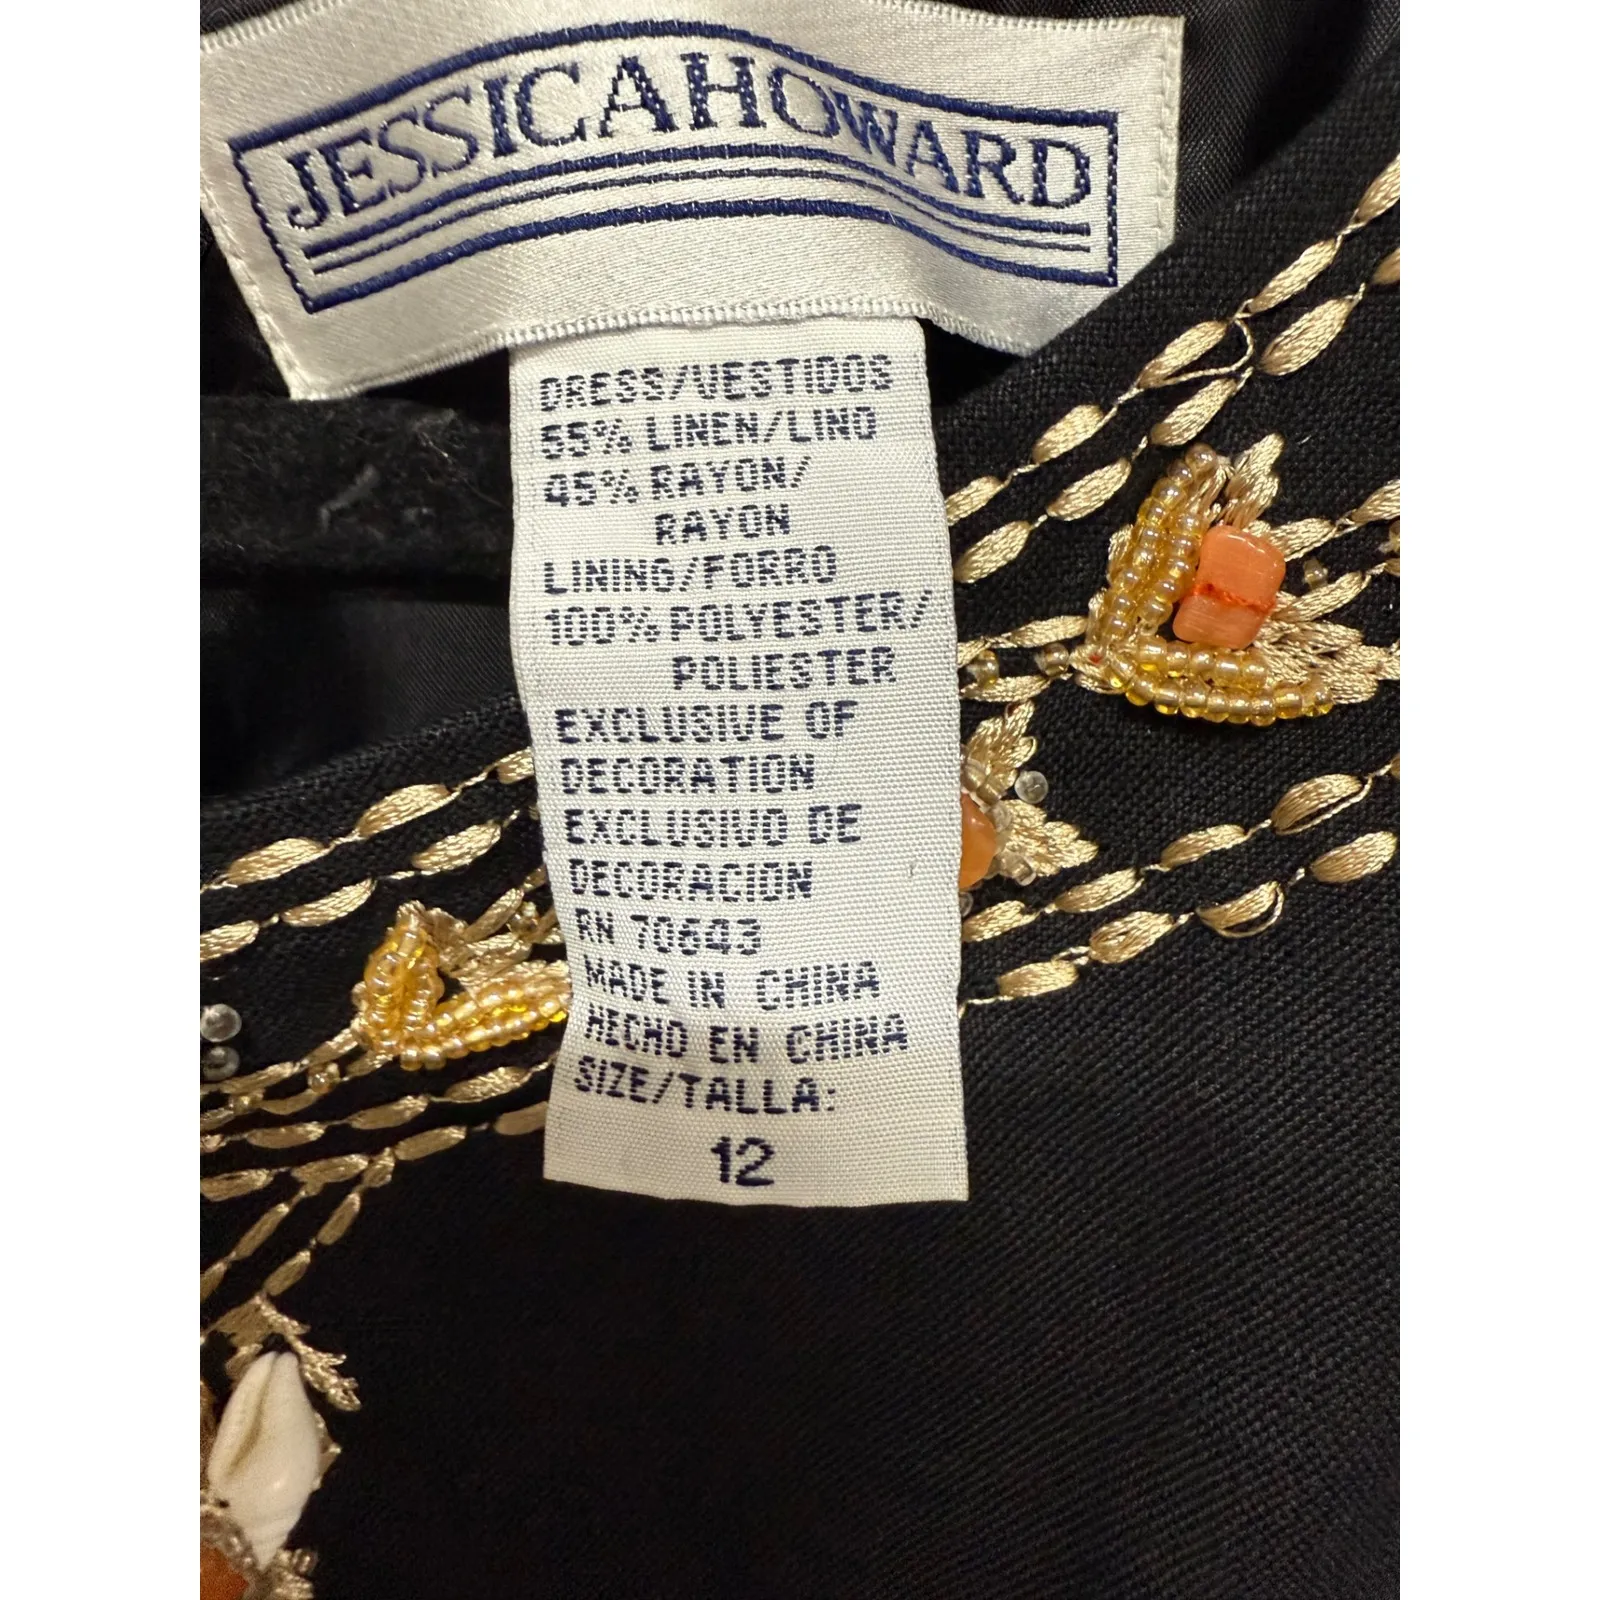 JESSICAHOWARD
DRESS/VESTIDOS
55% LINEN/LINO
45% RAYON/
RAYON
LINING/FORRO
100% POLYESTER/
POLIESTER
EXCLUSIVE OF
DECORATION
EXCLUSIVO DE
DECORACION
RN 70643
MADE IN CHINA
HECHO EN CHINA
SIZE/TALLA:
12